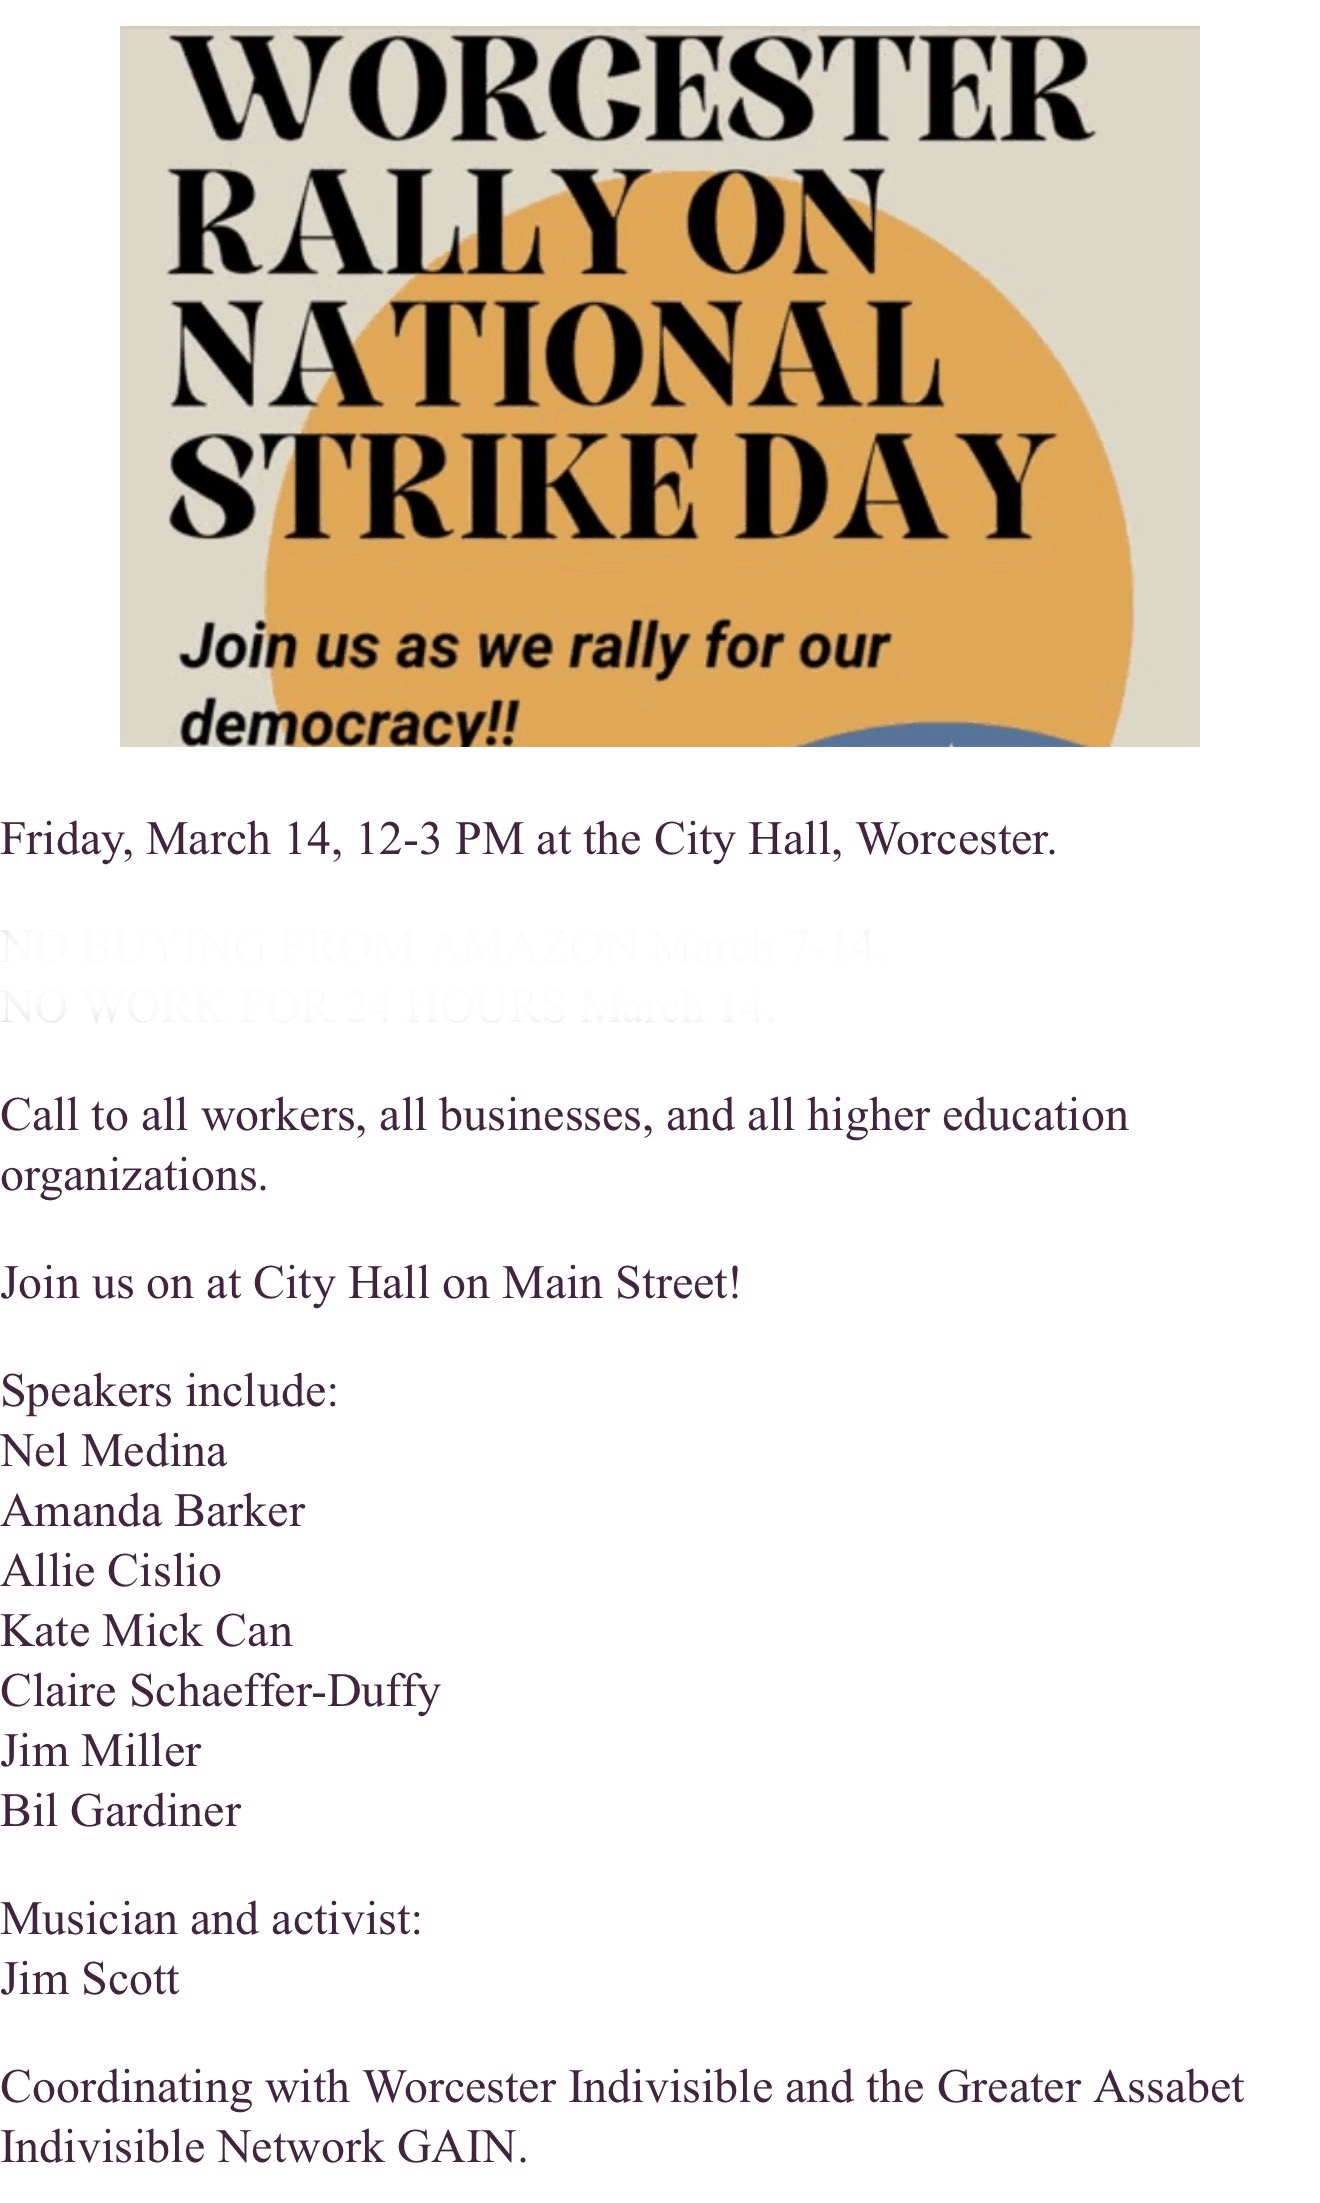 WORCESTER
RALLY ON
NATIONAL
STRIKE DAY
Join us as we rally for our
democracy!!
Friday, March 14, 12-3 PM at the City Hall, Worcester.
NO BUYING FROM AMAZON March 7-14.
NO WORK FOR 24 HOURS March 14.
Call to all workers, all businesses, and all higher education
organizations.
Join us on at City Hall on Main Street!
Speakers include:
Nel Medina
Amanda Barker
Allie Cislio
Kate Mick Can
Claire Schaeffer-Duffy
Jim Miller
Bil Gardiner
Musician and activist:
Jim Scott
Coordinating with Worcester Indivisible and the Greater Assabet
Indivisible Network GAIN.